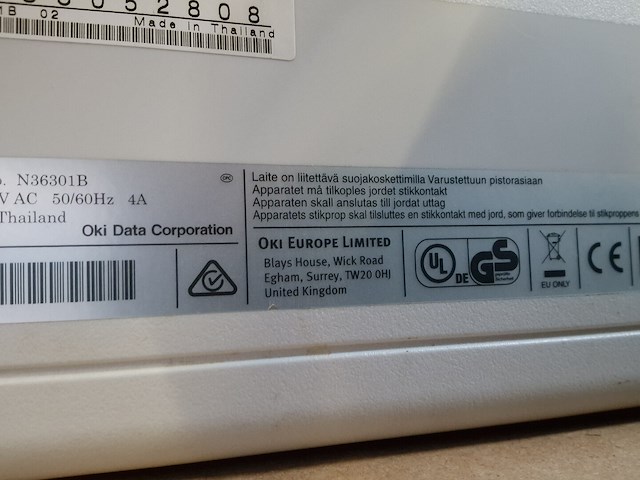 52808
02
Made in Thailand
N36301B
V AC 50/60Hz 4A
Thailand
Oki Data Corporation
Laite on liitettävä suojakoskettimilla Varustettuun pistorasiaan
Apparatet må tilkoples jordet stikkontakt
Apparaten skall anslutas till jordat uttag
Apparatets stikprop skal tilsluttes en stikkontakt med jord, som giver forbindelse til stikproppens
OKI EUROPE LIMITED
Blays House, Wick Road
Egham, Surrey, TW20 0HJ
United Kingdom
UL
DE
GS
EU ONLY
CE